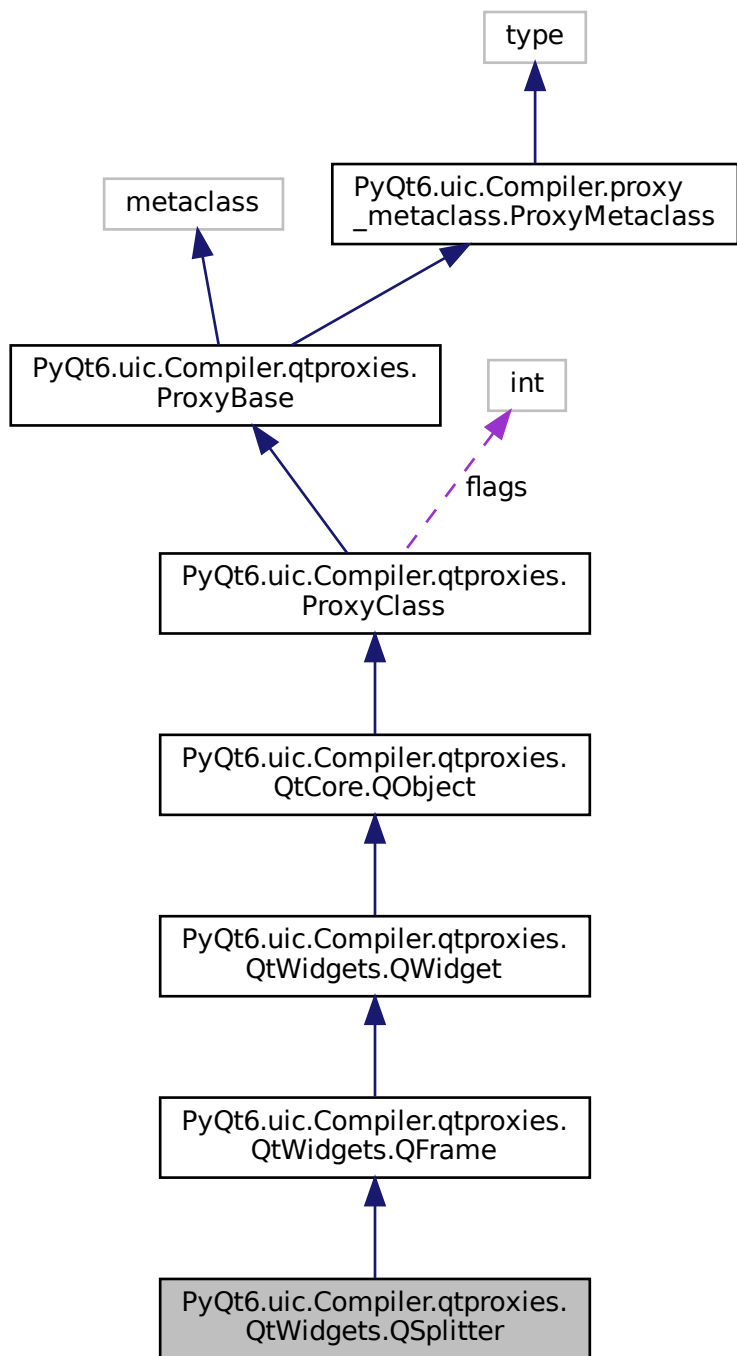 type
PyQt6.uic.Compiler.proxy
_metaclass.ProxyMetaclass
metaclass
PyQt6.uic.Compiler.qtproxies.
ProxyBase
int
flags
PyQt6.uic.Compiler.qtproxies.
ProxyClass
PyQt6.uic.Compiler.qtproxies.
QtCore.QObject
PyQt6.uic.Compiler.qtproxies.
QtWidgets.QWidget
PyQt6.uic.Compiler.qtproxies.
QtWidgets.QFrame
PyQt6.uic.Compiler.qtproxies.
QtWidgets.QSplitter